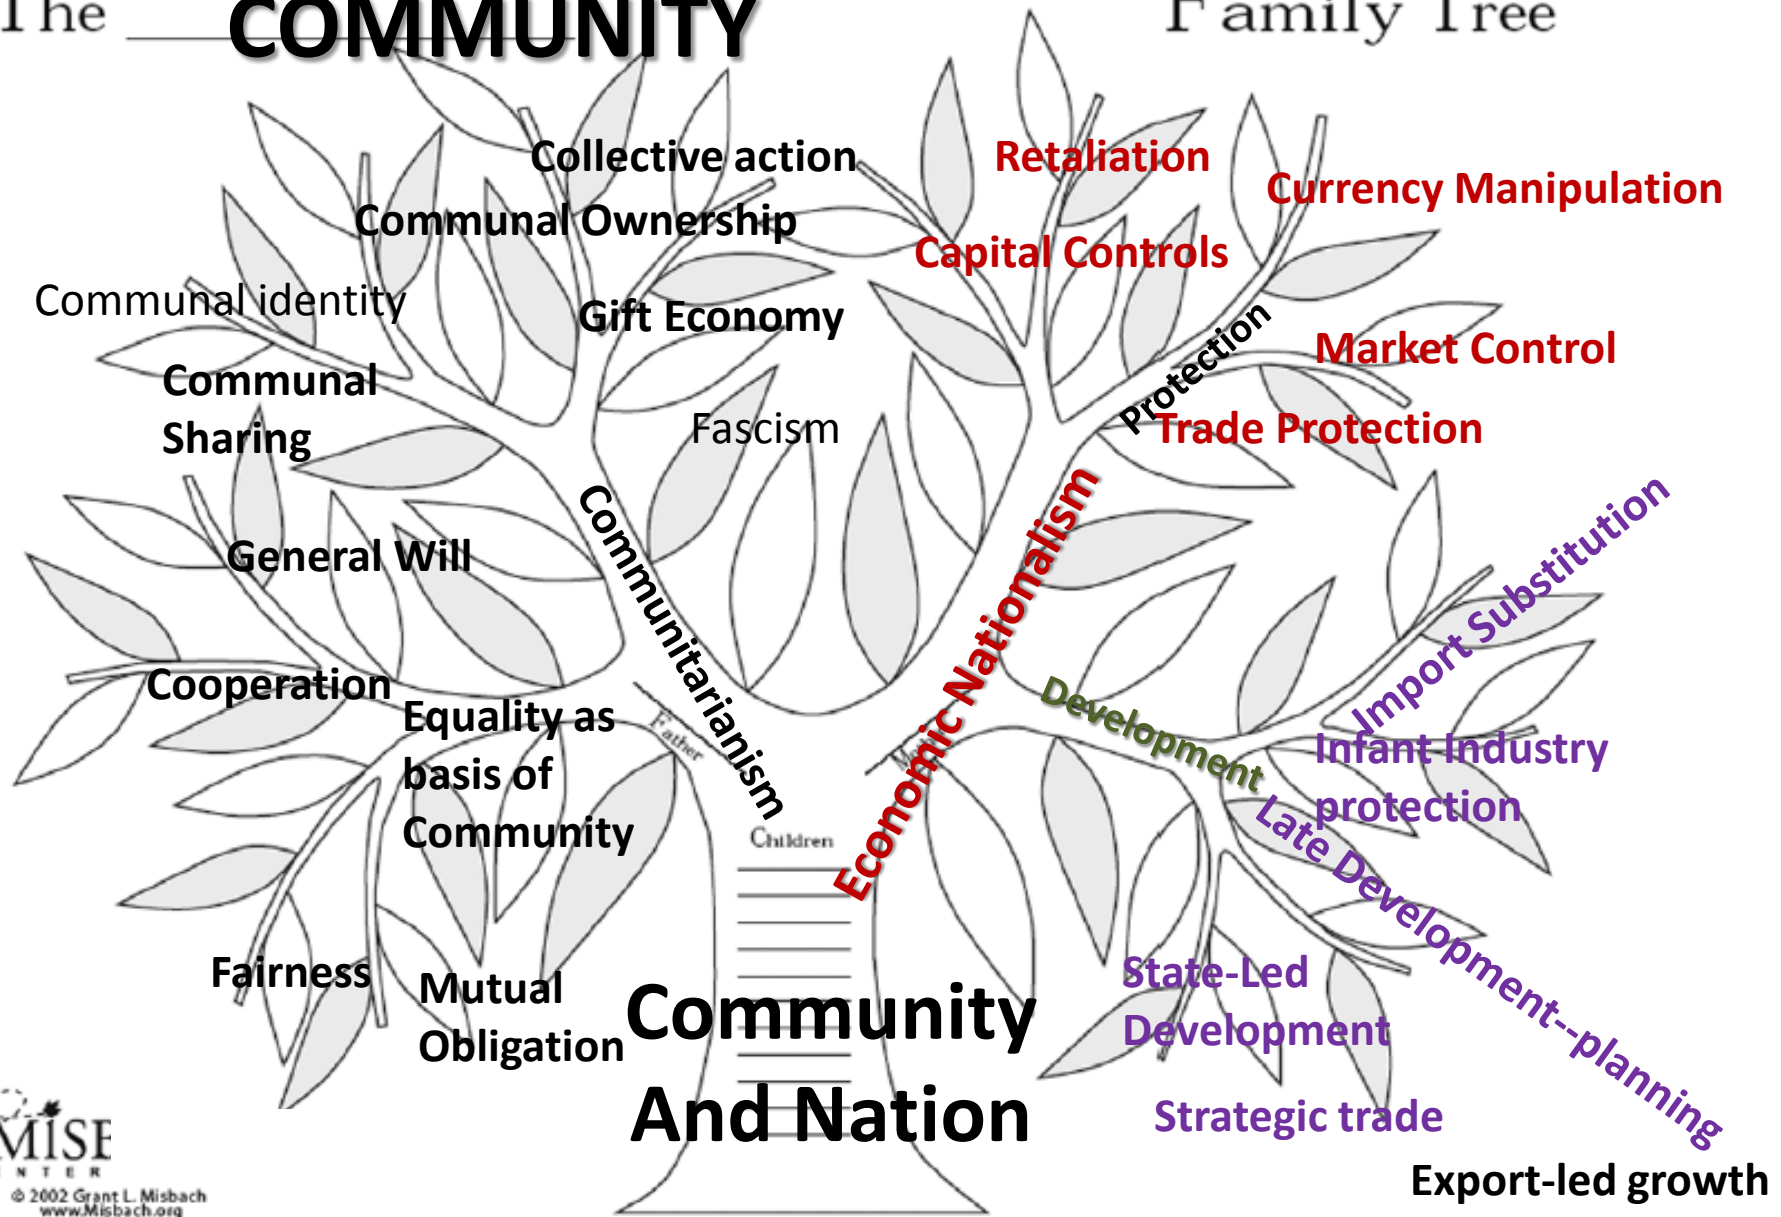 The
COMMUNITY
Family Tree
Collective action
Retaliation
Currency Manipulation
Communal Ownership
Capital Controls
Communal identity
Gift Economy
Protection
Market Control
Communal
Sharing
Fascism
Trade Protection
Communitarianism
Economic Nationalism
General Will
Import Substitution
Cooperation
Equality as
basis of
Community
Father
Development
Infant Industry
protection
Late Development--planning
Children
Fairness
Mutual
Obligation
Community
And Nation
State-Led
Development
Strategic trade
Export-led growth
© 2002 Grant L. Misbach
www.Misbach.org